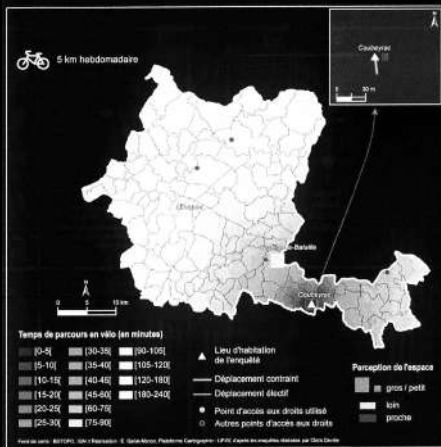 5 km hebdomadaire
Coubeyrac
0 30 m
N
Coubeyrac
N
0 5 10 km
Temps de parcours en vélo (en minutes)
[0-5[
[5-10[
[10-15[
[15-20[
[20-25[
[25-30[
[30-35[
[35-40[
[40-45[
[45-60[
[60-75[
[75-90[
[90-105[
[105-120[
[120-180[
[180-240[
Lieu d'habitation
de l'enquêté
Déplacement contraint
Déplacement électif
Point d'accès aux droits utilisé
Autres points d'accès aux droits
Perception de l'espace
gros / petit
loin
proche